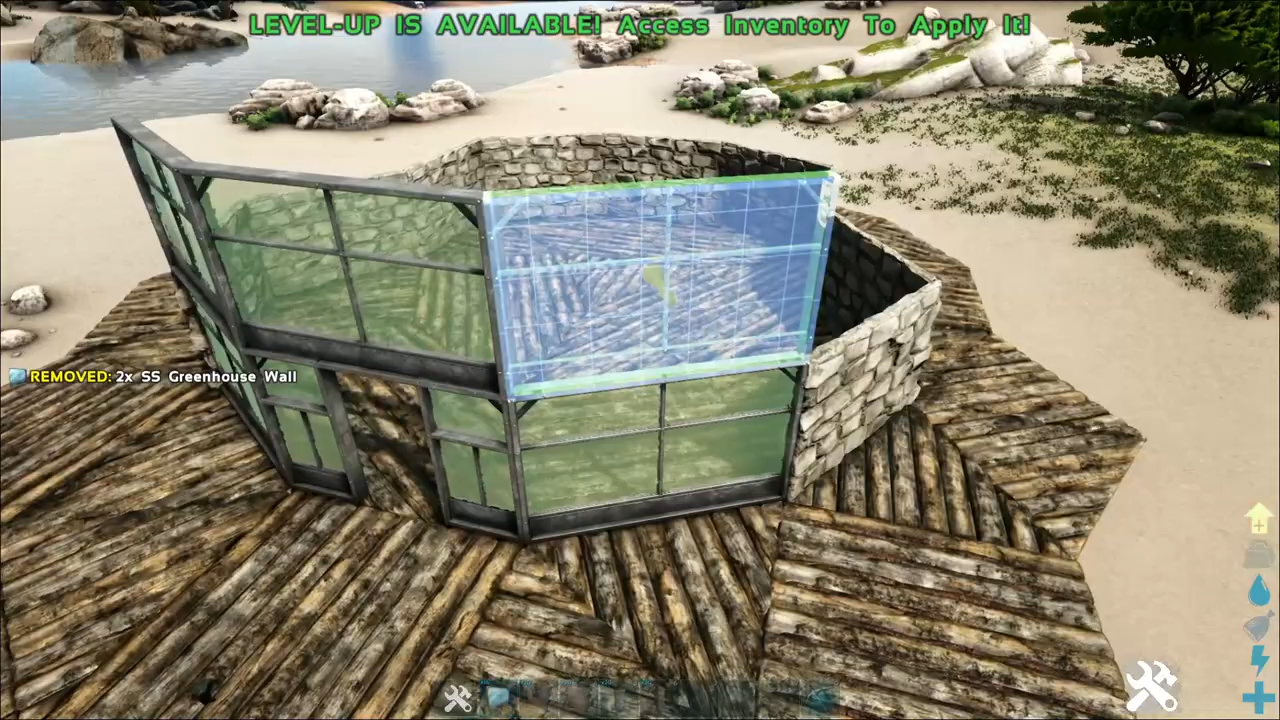 LEVEL-UP IS AVAILABLE! Access Inventory To Apply It!
REMOVED: 2x SS Greenhouse Wall